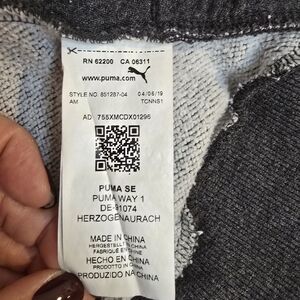 RN 62200 CA 06311
www.puma.com
STYLE NO: 851287-04 04/06/19
AM TCNNS1
AD 755XMCDX01296
PUMA SE
PUMA WAY 1
DE-91074
HERZOGENAURACH
MADE IN CHINA
HERGESTELLT IN CHINA
FABRIQUÉ EN CHINE
HECHO EN CHINA
PRODOTTO IN CINA
PRODUZIDO NA CHINA